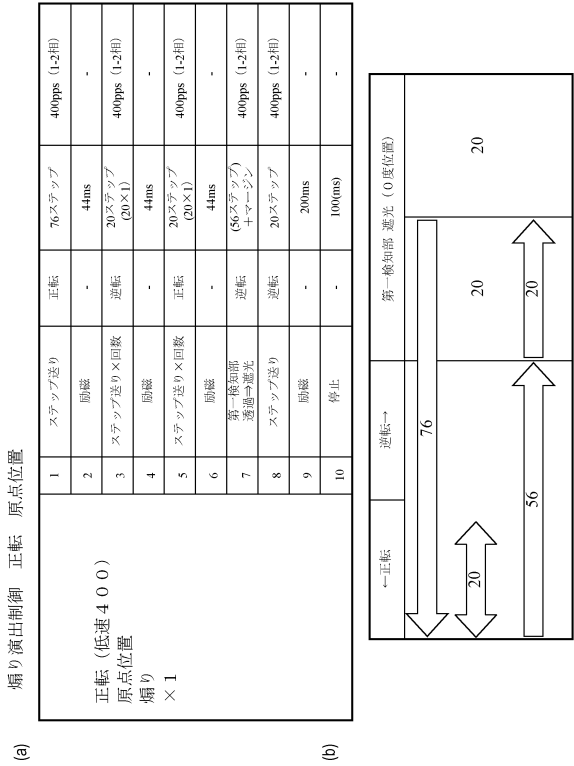 (a)
煽り演出制御　正転　原点位置
正転（低速４００）
原点位置
煽り
×１
1 ステップ送り 正転 76ステップ 400pps（1-2相）
2 励磁 - 44ms -
3 ステップ送り×回数 逆転 20ステップ
(20×1) 400pps（1-2相）
4 励磁 - 44ms -
5 ステップ送り×回数 正転 20ステップ
(20×1) 400pps（1-2相）
6 励磁 - 44ms -
7 第一検知部
透過⇒遮光 逆転 (56ステップ)
＋マージン 400pps（1-2相）
8 ステップ送り 逆転 20ステップ 400pps（1-2相）
9 励磁 - 200ms -
10 停止 - 100(ms) -
(b)
←正転 逆転→ 第一検知部 遮光（０度位置）
76
20 20 20
56 20